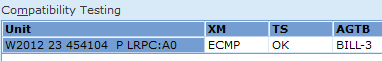 Compatibility Testing
Unit XM TS AGTB
W2012 23 454104 P LRPC:A0 ECMP OK BILL-3